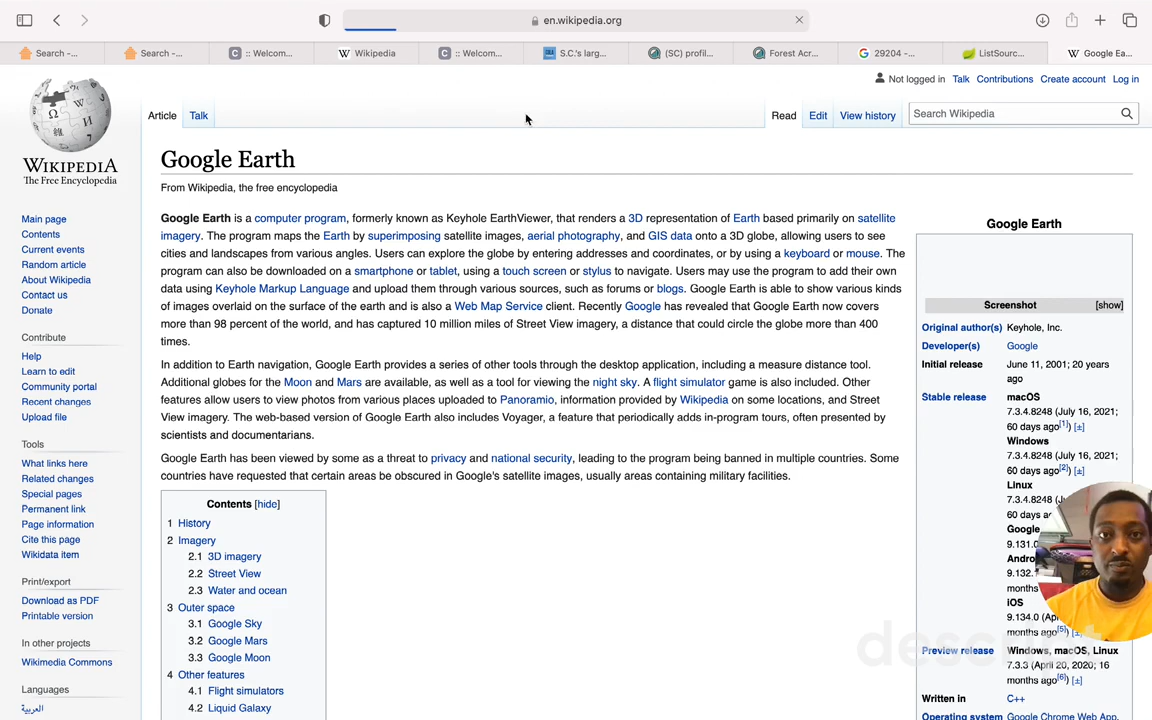 en.wikipedia.org
Search -...
Search -...
:: Welcom...
Wikipedia
:: Welcom...
S.C.'s larg...
(SC) profil...
Forest Acr...
29204 -...
ListSourc...
Google Ea...
Not logged in Talk Contributions Create account Log in
Article Talk
Read Edit View history
Search Wikipedia
WIKIPEDIA
The Free Encyclopedia
Main page
Contents
Current events
Random article
About Wikipedia
Contact us
Donate
Contribute
Help
Learn to edit
Community portal
Recent changes
Upload file
Tools
What links here
Related changes
Special pages
Permanent link
Page information
Cite this page
Wikidata item
Print/export
Download as PDF
Printable version
In other projects
Wikimedia Commons
Languages
العربية
Google Earth
From Wikipedia, the free encyclopedia
Google Earth is a computer program, formerly known as Keyhole EarthViewer, that renders a 3D representation of Earth based primarily on satellite
imagery. The program maps the Earth by superimposing satellite images, aerial photography, and GIS data onto a 3D globe, allowing users to see
cities and landscapes from various angles. Users can explore the globe by entering addresses and coordinates, or by using a keyboard or mouse. The
program can also be downloaded on a smartphone or tablet, using a touch screen or stylus to navigate. Users may use the program to add their own
data using Keyhole Markup Language and upload them through various sources, such as forums or blogs. Google Earth is able to show various kinds
of images overlaid on the surface of the earth and is also a Web Map Service client. Recently Google has revealed that Google Earth now covers
more than 98 percent of the world, and has captured 10 million miles of Street View imagery, a distance that could circle the globe more than 400
times.
In addition to Earth navigation, Google Earth provides a series of other tools through the desktop application, including a measure distance tool.
Additional globes for the Moon and Mars are available, as well as a tool for viewing the night sky. A flight simulator game is also included. Other
features allow users to view photos from various places uploaded to Panoramio, information provided by Wikipedia on some locations, and Street
View imagery. The web-based version of Google Earth also includes Voyager, a feature that periodically adds in-program tours, often presented by
scientists and documentarians.
Google Earth has been viewed by some as a threat to privacy and national security, leading to the program being banned in multiple countries. Some
countries have requested that certain areas be obscured in Google's satellite images, usually areas containing military facilities.
Contents [hide]
1 History
2 Imagery
2.1 3D imagery
2.2 Street View
2.3 Water and ocean
3 Outer space
3.1 Google Sky
3.2 Google Mars
3.3 Google Moon
4 Other features
4.1 Flight simulators
4.2 Liquid Galaxy
Google Earth
Screenshot [show]
Original author(s) Keyhole, Inc.
Developer(s) Google
Initial release June 11, 2001; 20 years
ago
Stable release macOS
7.3.4.8248 (July 16, 2021;
60 days ago[1]) [±]
Windows
7.3.4.8248 (July 16, 2021;
60 days ago[2]) [±]
Linux
7.3.4.8248
60 days
Google
9.131.0
9.132.
months
iOS
9.134.0
months ago[5])
Preview release Windows, macOS, Linux
7.3.3 (April 20, 2020; 16
months ago[6]) [±]
Written in C++
Operating system Google Chrome Web App,